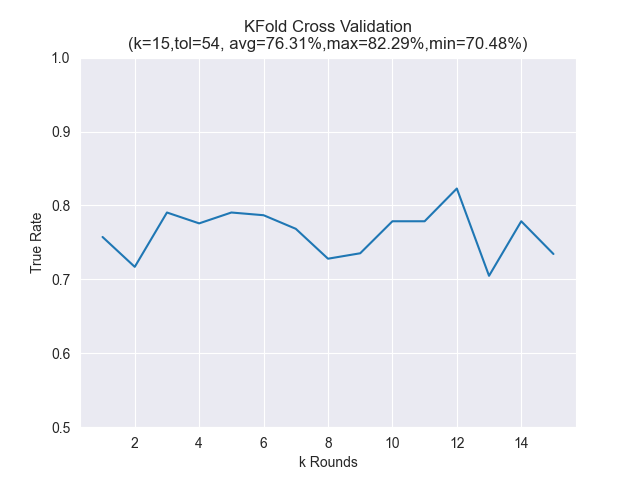 KFold Cross Validation
(k=15,tol=54, avg=76.31%,max=82.29%,min=70.48%)
1.0
0.9
0.8
0.7
0.6
0.5
True Rate
2 4 6 8 10 12 14
k Rounds